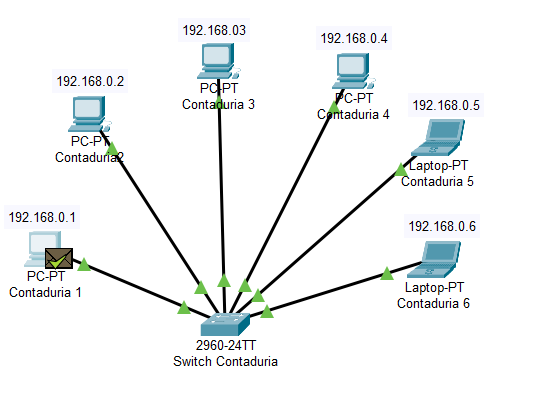 192.168.0.1
PC-PT
Contaduria 1
192.168.0.2
PC-PT
Contaduria2
192.168.03
PC-PT
Contaduria 3
192.168.0.4
PC-PT
Contaduria 4
192.168.0.5
Laptop-PT
Contaduria 5
192.168.0.6
Laptop-PT
Contaduria 6
2960-24TT
Switch Contaduria